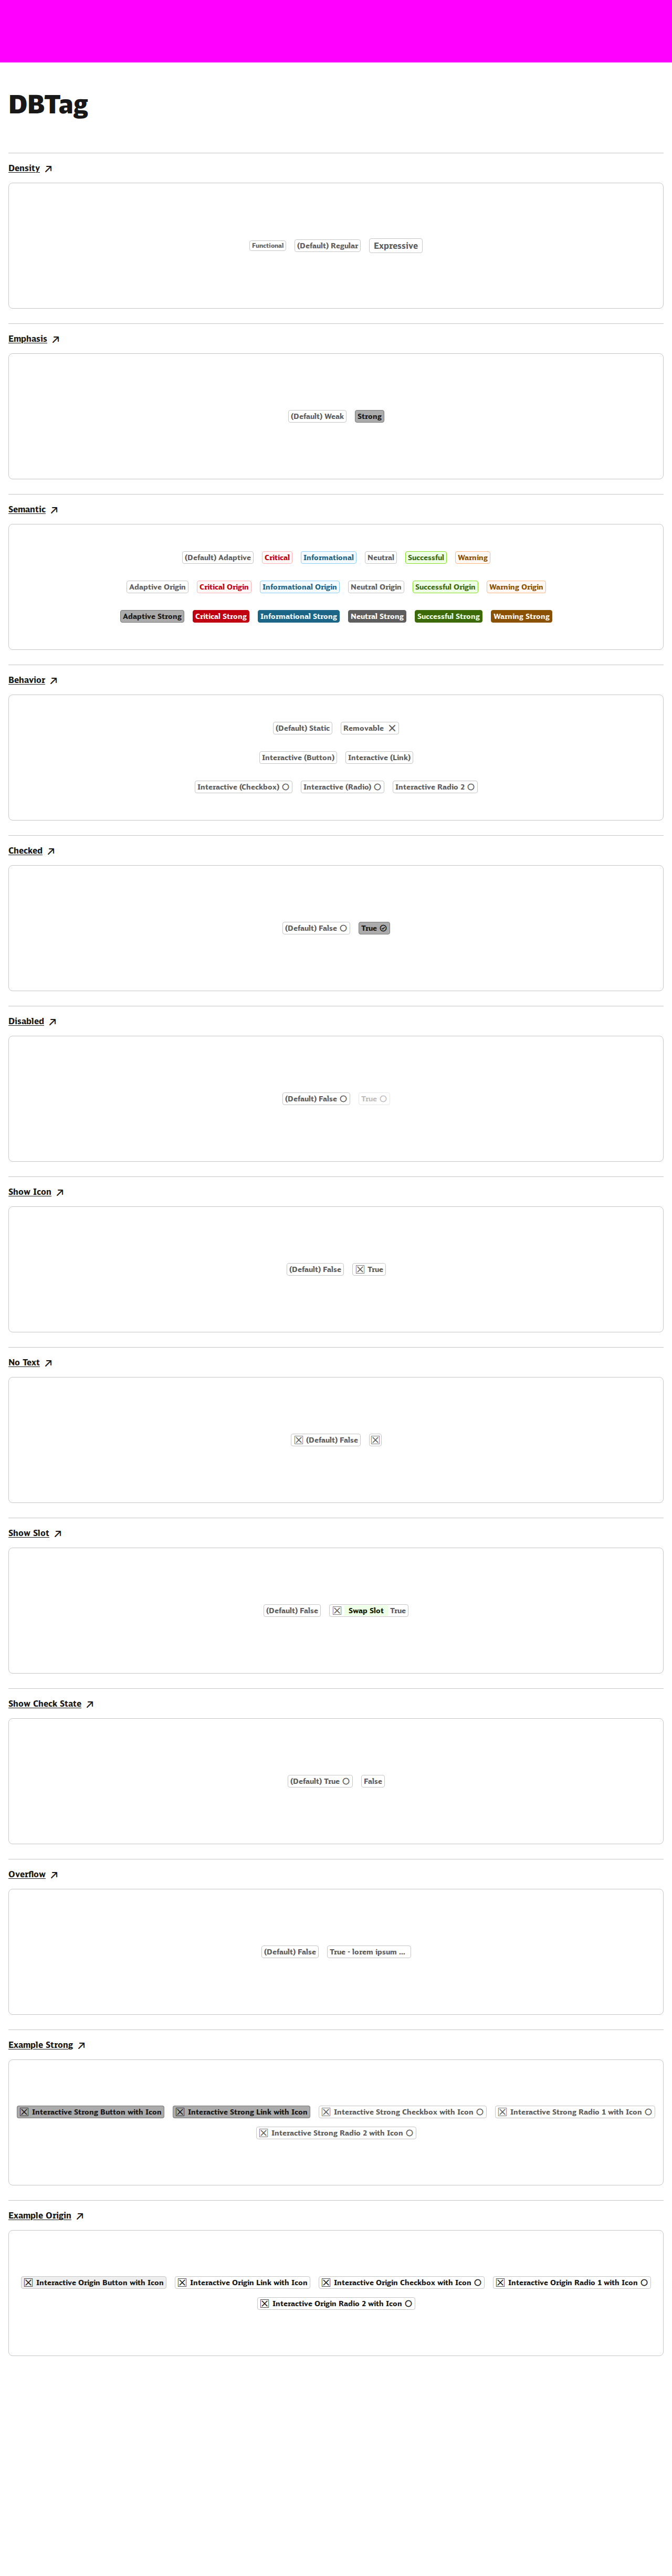 DBTag
Density
Functional (Default) Regular Expressive
Emphasis
(Default) Weak Strong
Semantic
(Default) Adaptive Critical Informational Neutral Successful Warning
Adaptive Origin Critical Origin Informational Origin Neutral Origin Successful Origin Warning Origin
Adaptive Strong Critical Strong Informational Strong Neutral Strong Successful Strong Warning Strong
Behavior
(Default) Static Removable
Interactive (Button) Interactive (Link)
Interactive (Checkbox) Interactive (Radio) Interactive Radio 2
Checked
(Default) False True
Disabled
(Default) False True
Show Icon
(Default) False True
No Text
(Default) False
Show Slot
(Default) False Swap Slot True
Show Check State
(Default) True False
Overflow
(Default) False True - lorem ipsum ...
Example Strong
Interactive Strong Button with Icon Interactive Strong Link with Icon Interactive Strong Checkbox with Icon Interactive Strong Radio 1 with Icon
Interactive Strong Radio 2 with Icon
Example Origin
Interactive Origin Button with Icon Interactive Origin Link with Icon Interactive Origin Checkbox with Icon Interactive Origin Radio 1 with Icon
Interactive Origin Radio 2 with Icon